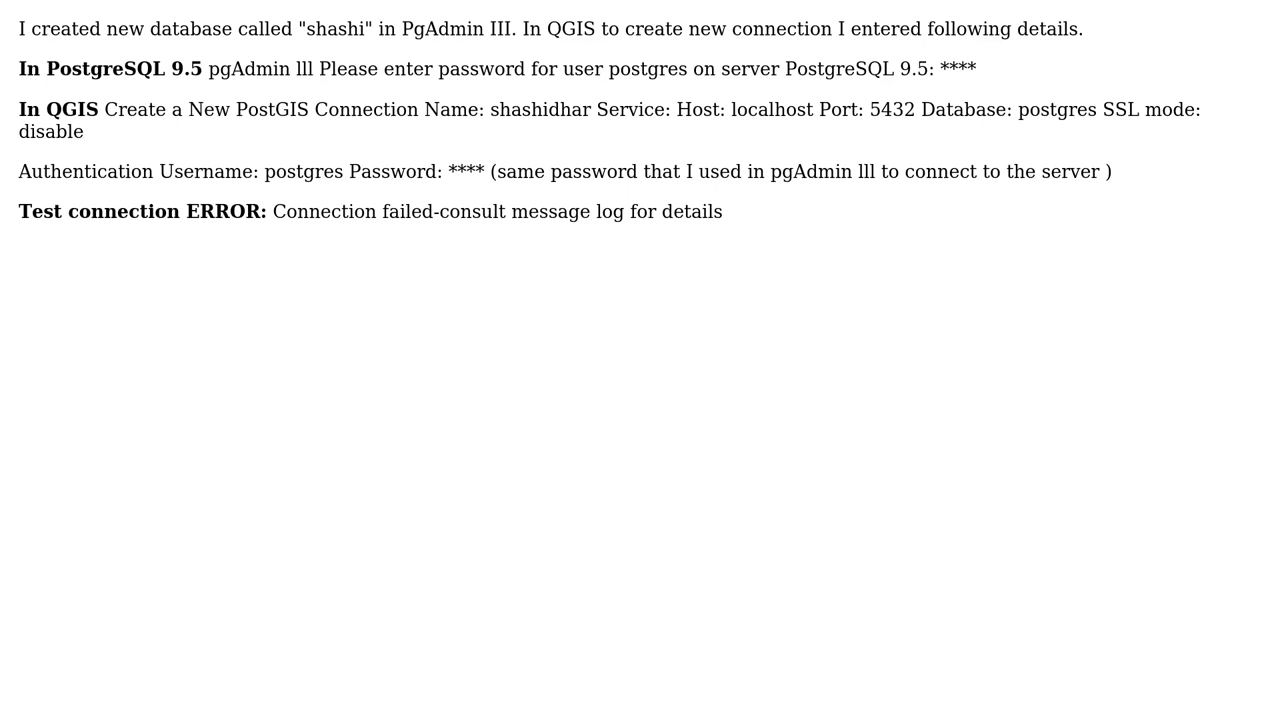 I created new database called "shashi" in PgAdmin III. In QGIS to create new connection I entered following details.
In PostgreSQL 9.5 pgAdmin lll Please enter password for user postgres on server PostgreSQL 9.5: ****
In QGIS Create a New PostGIS Connection Name: shashidhar Service: Host: localhost Port: 5432 Database: postgres SSL mode:
disable
Authentication Username: postgres Password: **** (same password that I used in pgAdmin lll to connect to the server )
Test connection ERROR: Connection failed-consult message log for details